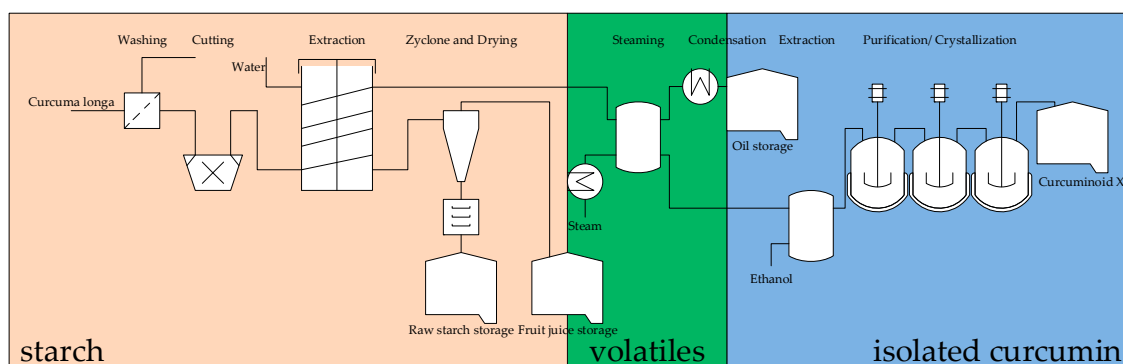 Washing
Cutting
Extraction
Zyclone and Drying
Steaming
Condensation
Extraction
Purification/ Crystallization
Water
Curcuma longa
Oil storage
Curcuminoid X
Steam
Ethanol
Raw starch storage
Fruit juice storage
starch
volatiles
isolated curcumin